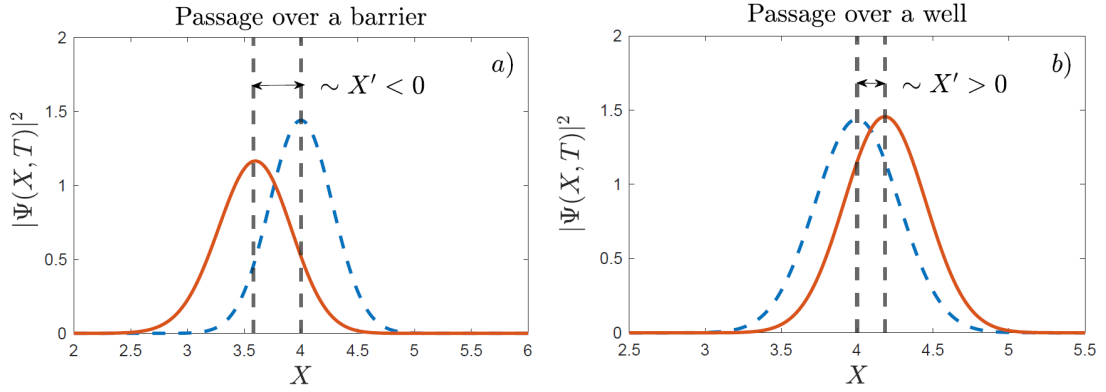 Passage over a barrier
a)
∼ X′ < 0
|Ψ(X, T)|²
2
1.5
1
0.5
0
2
2.5
3
3.5
4
4.5
5
5.5
6
X
Passage over a well
b)
∼ X′ > 0
|Ψ(X, T)|²
2
1.5
1
0.5
0
2.5
3
3.5
4
4.5
5
5.5
X